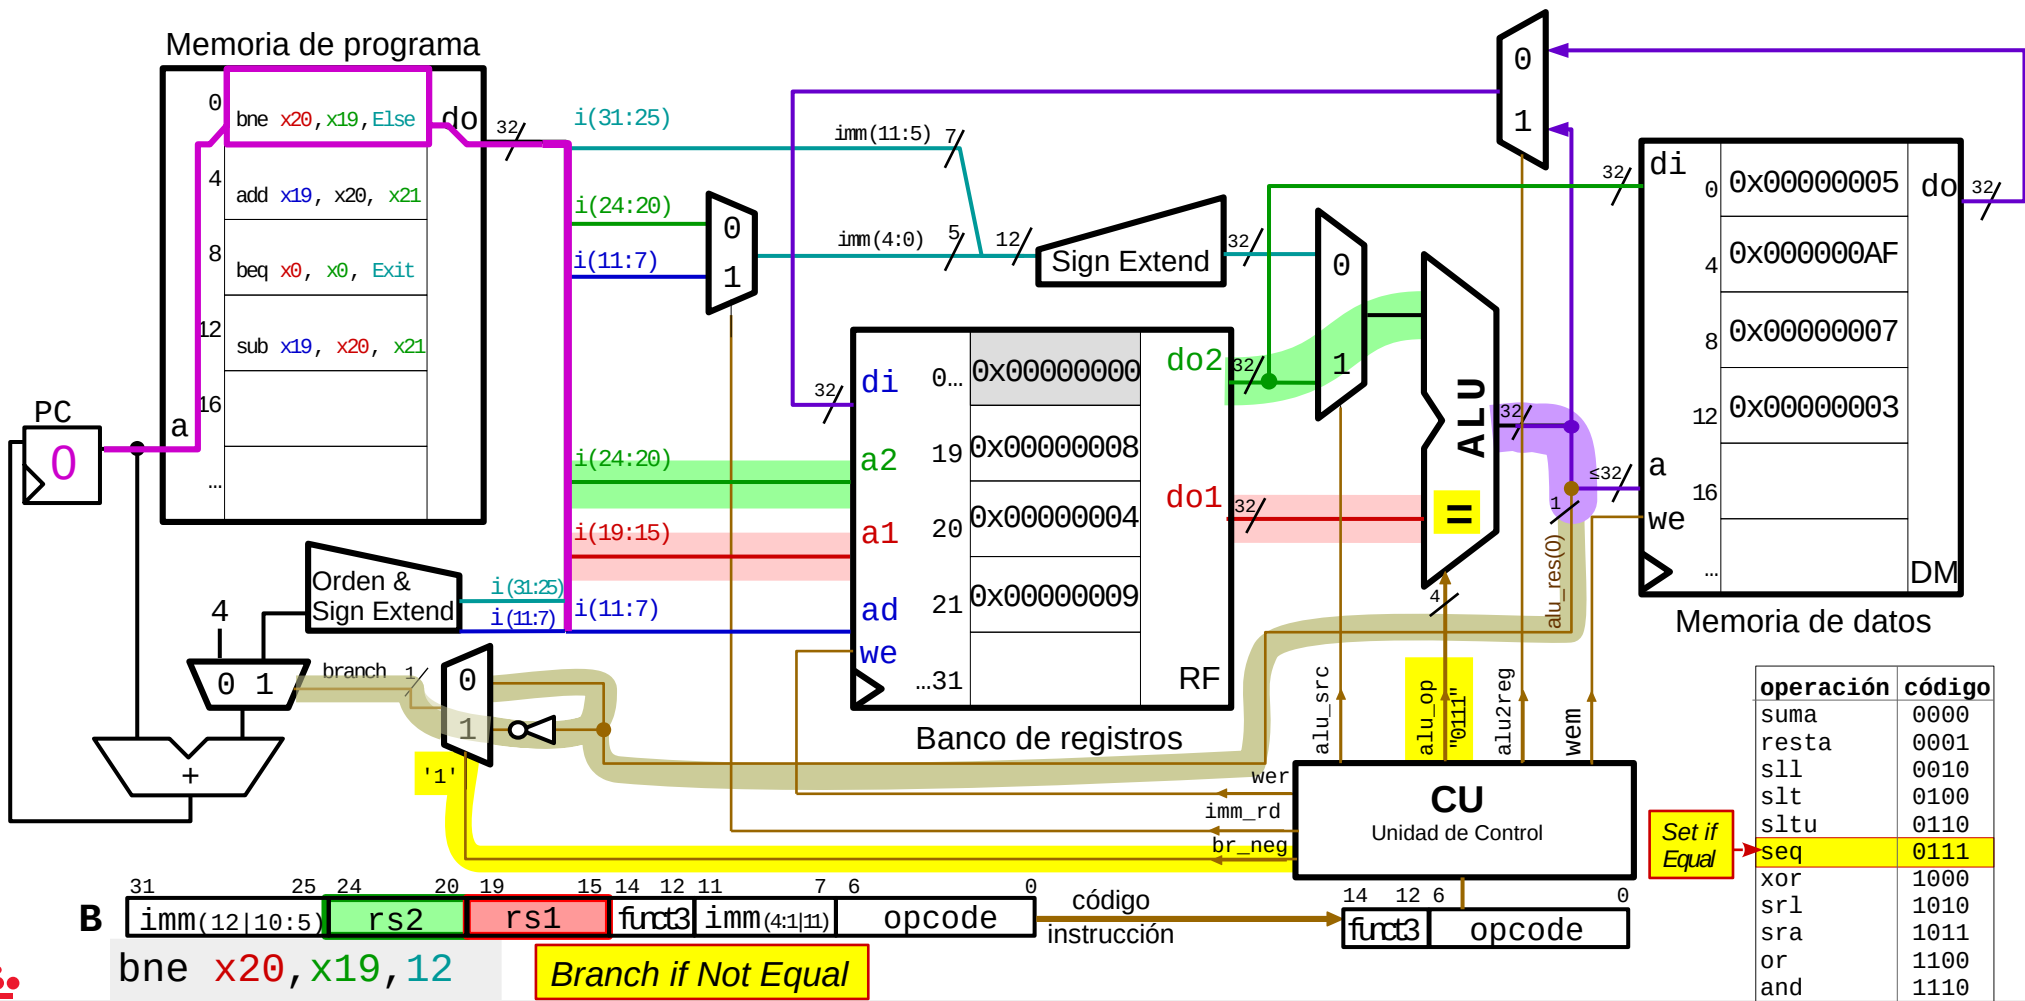 Memoria de programa
0
bne x20,x19,Else
do
32
4
add x19, x20, x21
8
beq x0, x0, Exit
12
sub x19, x20, x21
16
a
...
PC
0
i(31:25)
i(24:20)
i(11:7)
0
1
imm(11:5)
7
imm(4:0)
5
12
Sign Extend
32
0
1
0
1
32
di
0
0x00000005
do
32
4
0x000000AF
8
0x00000007
12
0x00000003
a
≤32
16
we
...
DM
Memoria de datos
32
di
0...
0x00000000
do2
32
a2
19
0x00000008
a1
20
0x00000004
do1
32
ad
21
0x00000009
we
...31
RF
Banco de registros
i(24:20)
i(19:15)
i(11:7)
ALU
=
32
4
1
alu_res(0)
Orden &
Sign Extend
i(31:25)
i(11:7)
4
0 1
branch
1
0
1
+
'1'
alu_src
alu_op
"0111"
alu2reg
wem
wer
imm_rd
br_neg
CU
Unidad de Control
operación código
suma 0000
resta 0001
sll 0010
slt 0100
sltu 0110
seq 0111
xor 1000
srl 1010
sra 1011
or 1100
and 1110
Set if
Equal
31 25 24 20 19 15 14 12 11 7 6 0
B imm(12|10:5) rs2 rs1 funct3 imm(4:1|11) opcode
código
instrucción
14 12 6 0
funct3 opcode
bne x20,x19,12
Branch if Not Equal